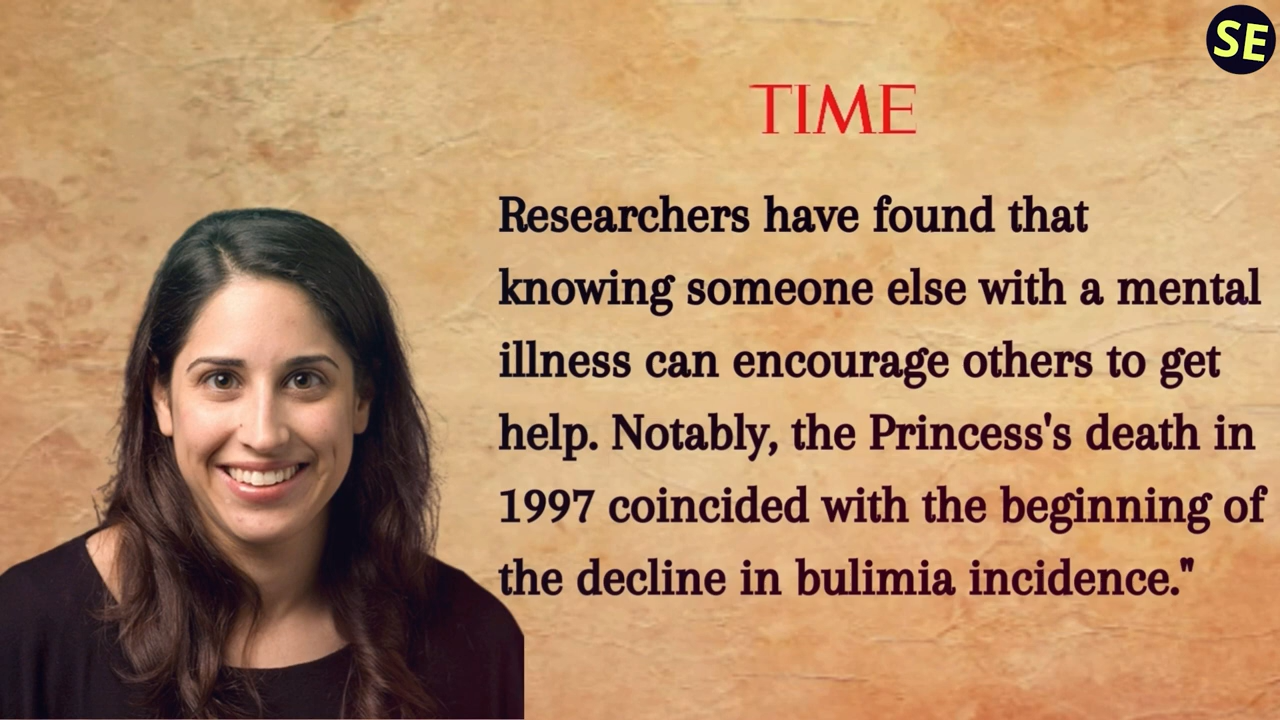 SE
TIME
Researchers have found that
knowing someone else with a mental
illness can encourage others to get
help. Notably, the Princess's death in
1997 coincided with the beginning of
the decline in bulimia incidence."